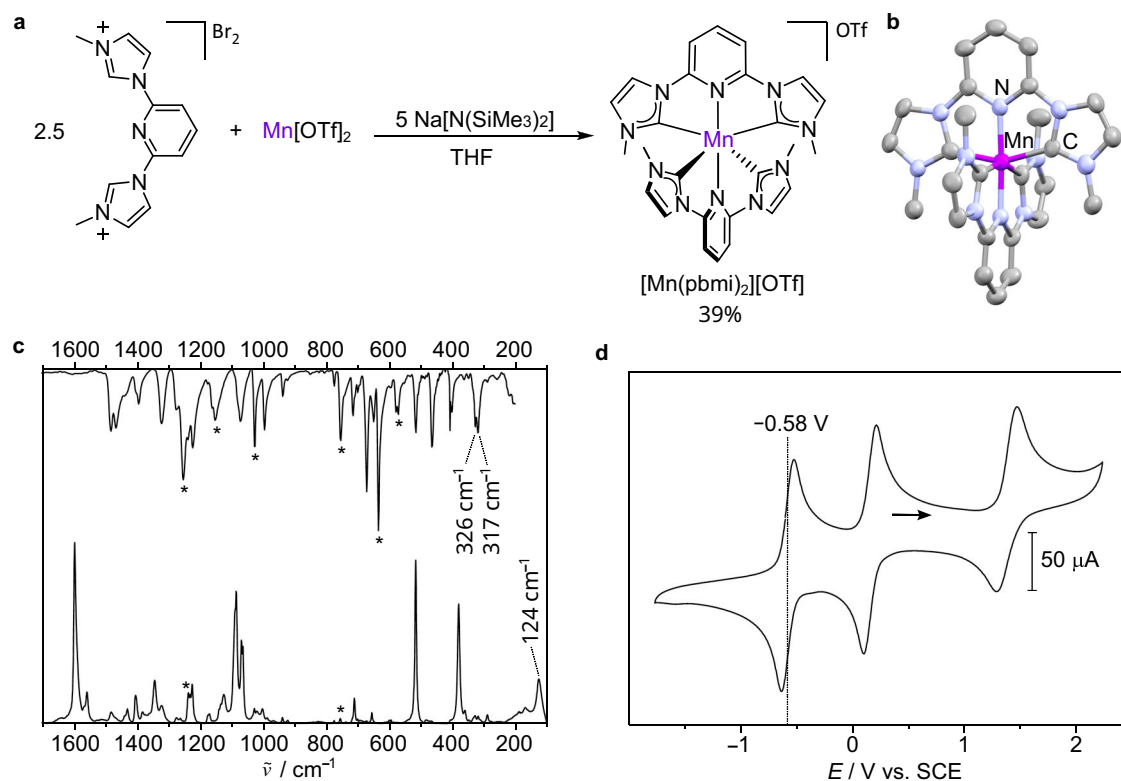 a
Br2
2.5
+
Mn[OTf]2
5 Na[N(SiMe3)2]
THF
OTf
N
N
N
N
N
+
+
N
N
N
N
N
Mn
N
N
N
N
N
[Mn(pbmi)2][OTf]
39%
b
N
Mn
C
c
1600 1400 1200 1000 800 600 400 200
*
*
*
*
*
*
326 cm−1
317 cm−1
124 cm−1
*
*
1600 1400 1200 1000 800 600 400 200
ṽ / cm−1
d
−0.58 V
50 μA
−1 0 1 2
E / V vs. SCE